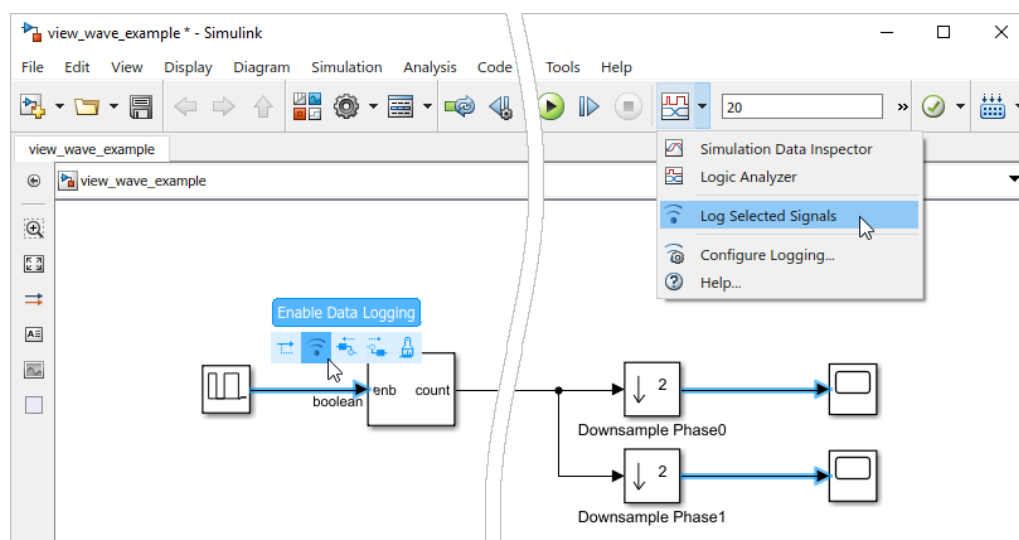 view_wave_example * - Simulink
File Edit View Display Diagram Simulation Analysis Code Tools Help
20 »
view_wave_example
view_wave_example
Simulation Data Inspector
Logic Analyzer
Log Selected Signals
Configure Logging...
Help...
Enable Data Logging
A
boolean
enb count
2
Downsample Phase0
2
Downsample Phase1